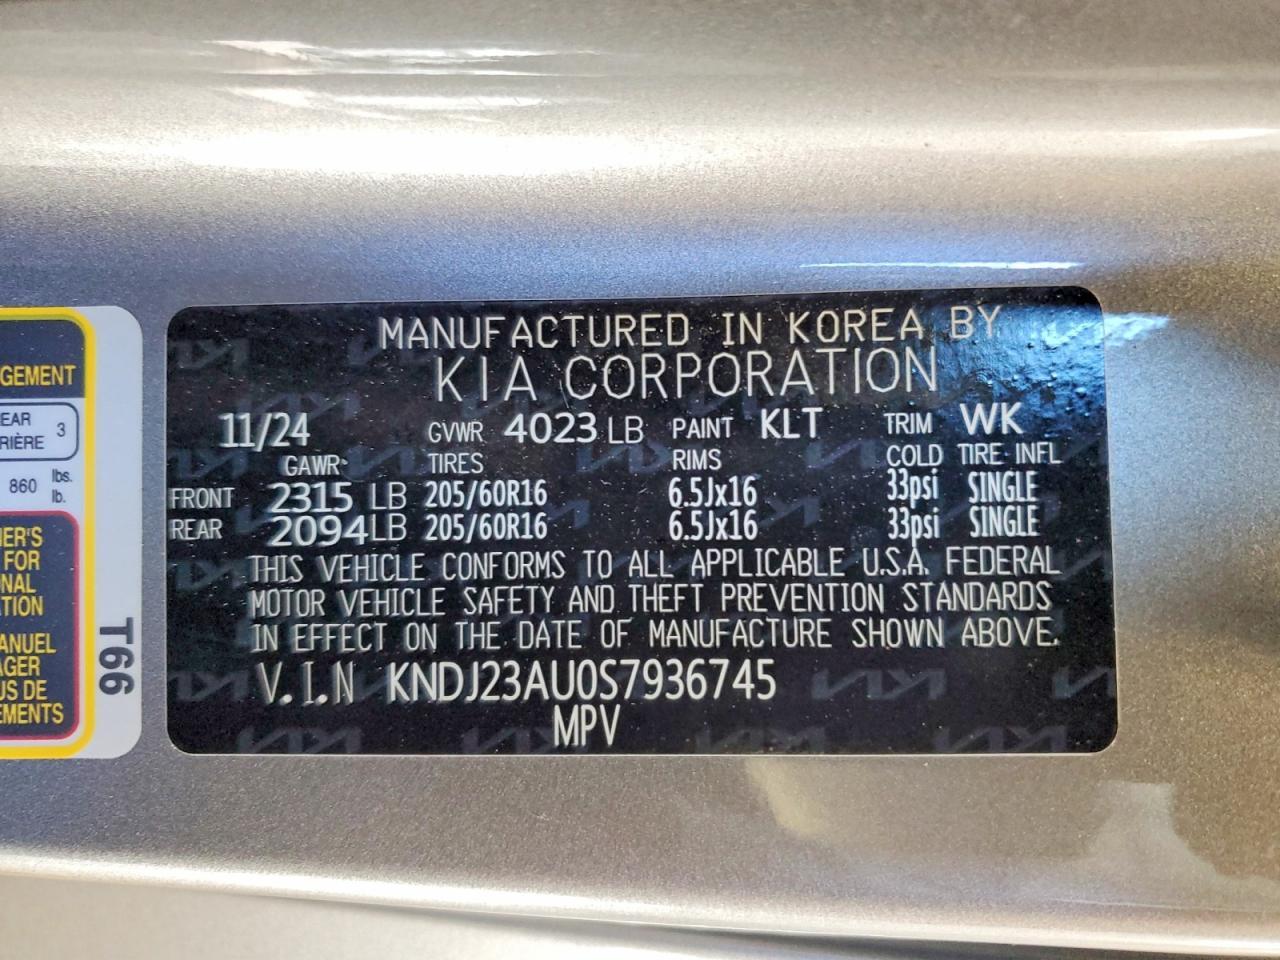 MANUFACTURED IN KOREA BY
KIA CORPORATION
11/24 GVWR 4023 LB PAINT KLT TRIM WK
GAWR TIRES RIMS COLD TIRE INFL
FRONT 2315 LB 205/60R16 6.5Jx16 33psi SINGLE
REAR 2094LB 205/60R16 6.5Jx16 33psi SINGLE
THIS VEHICLE CONFORMS TO ALL APPLICABLE U.S.A. FEDERAL
MOTOR VEHICLE SAFETY AND THEFT PREVENTION STANDARDS
IN EFFECT ON THE DATE OF MANUFACTURE SHOWN ABOVE.
V.I.N KNDJ23AU0S7936745
MPV
GEMENT
EAR
RIÈRE 3
860 lbs.
lb.
NER'S
FOR
NAL
TION
ANUEL
AGER
US DE
EMENTS
T66